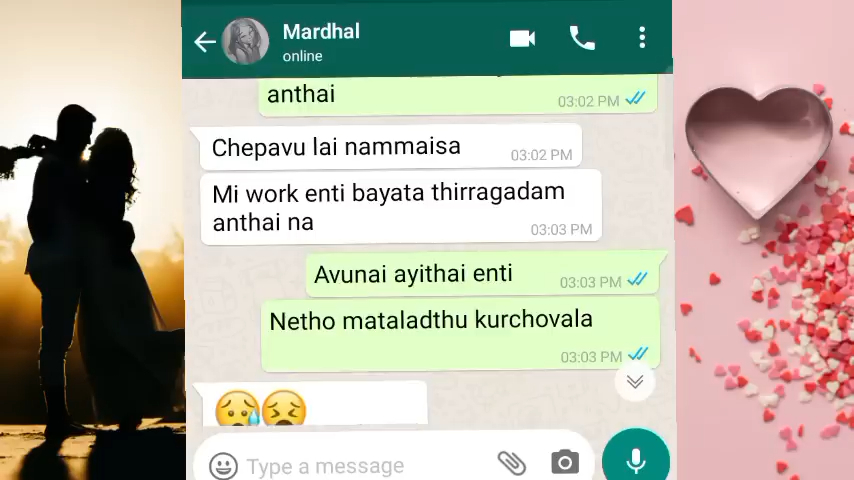 Mardhal
online
anthai
03:02 PM
Chepavu lai nammaisa
03:02 PM
Mi work enti bayata thirragadam
anthai na
03:03 PM
Avunai ayithai enti
03:03 PM
Netho mataladthu kurchovala
03:03 PM
Type a message